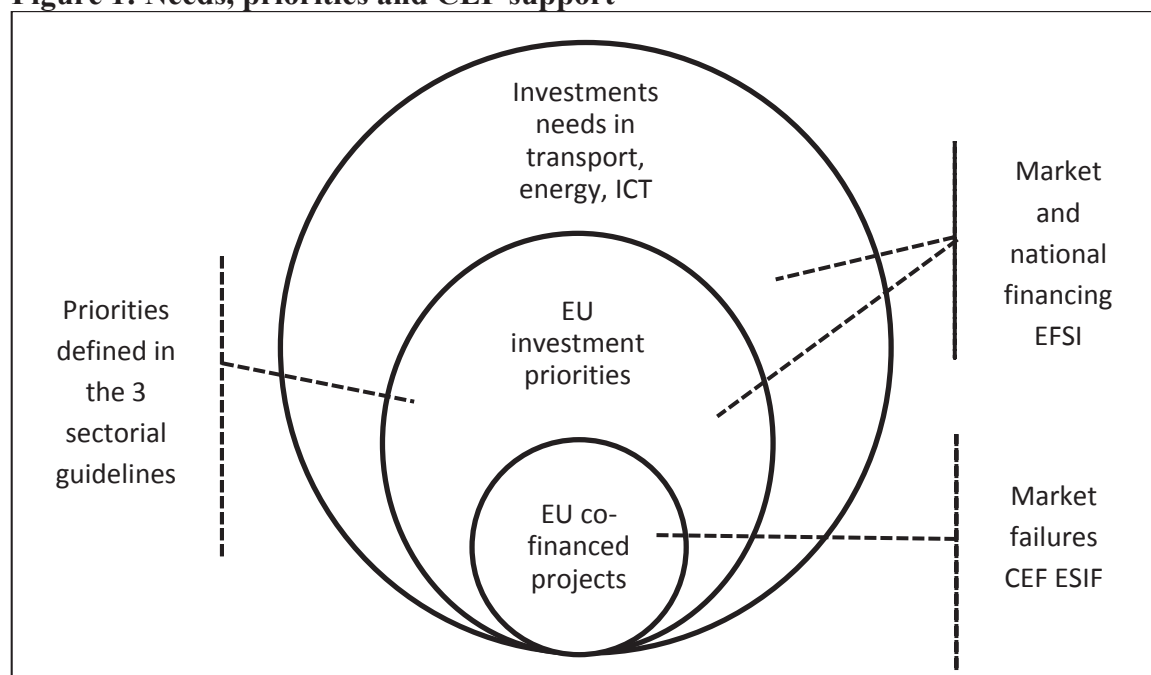 Figure 1: Needs, priorities and CEF support
Investments
needs in
transport,
energy, ICT
EU
investment
priorities
EU co-
financed
projects
Priorities
defined in
the 3
sectorial
guidelines
Market
and
national
financing
EFSI
Market
failures
CEF ESIF